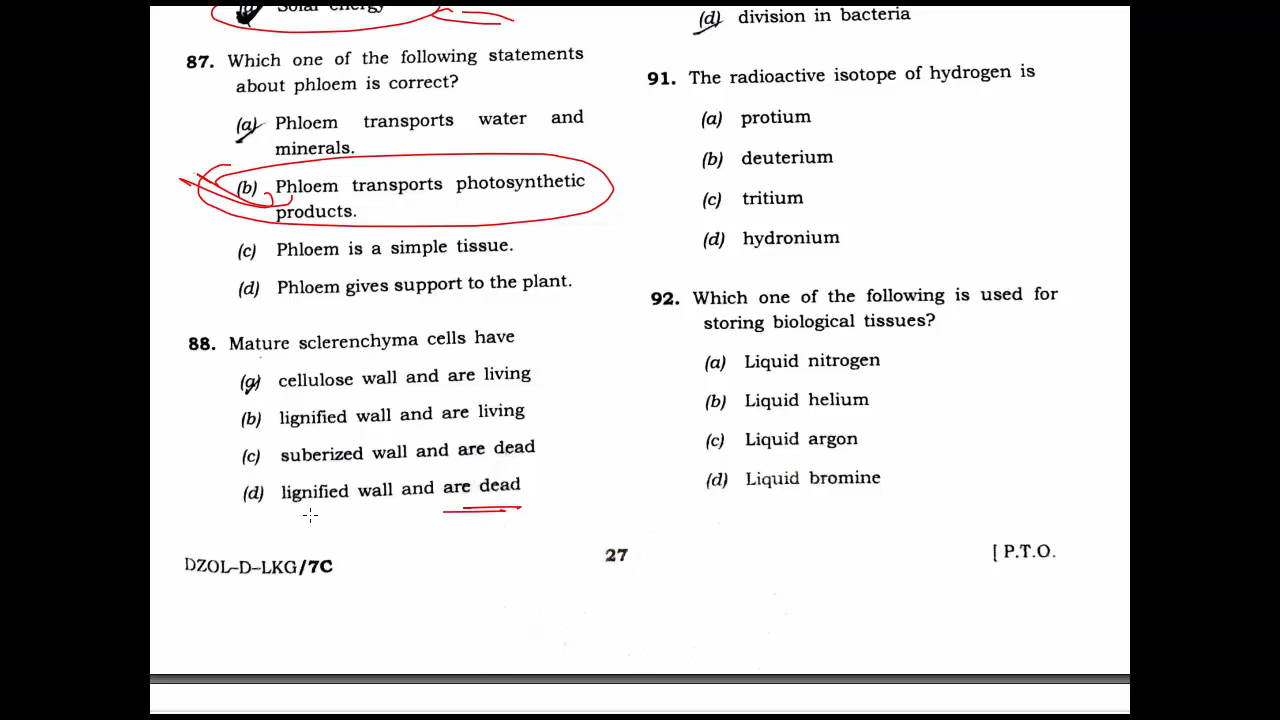 (a) Solar energy
87. Which one of the following statements
about phloem is correct?
(a) Phloem transports water and
minerals.
(b) Phloem transports photosynthetic
products.
(c) Phloem is a simple tissue.
(d) Phloem gives support to the plant.
88. Mature sclerenchyma cells have
(a) cellulose wall and are living
(b) lignified wall and are living
(c) suberized wall and are dead
(d) lignified wall and are dead
DZOL-D-LKG/7C
(d) division in bacteria
91. The radioactive isotope of hydrogen is
(a) protium
(b) deuterium
(c) tritium
(d) hydronium
92. Which one of the following is used for
storing biological tissues?
(a) Liquid nitrogen
(b) Liquid helium
(c) Liquid argon
(d) Liquid bromine
27
[ P.T.O.